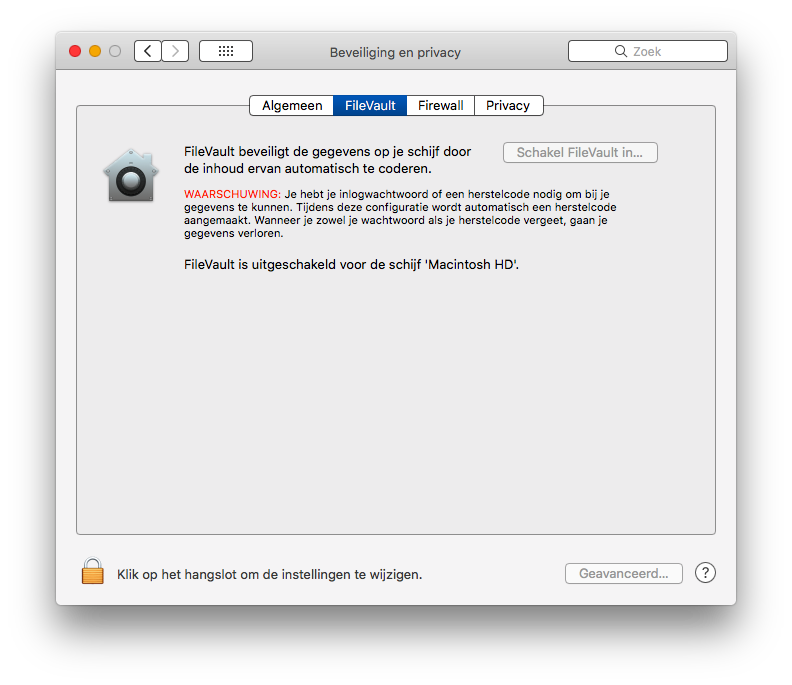 Beveiliging en privacy
Zoek
Algemeen
FileVault
Firewall
Privacy
FileVault beveiligt de gegevens op je schijf door
de inhoud ervan automatisch te coderen.
Schakel FileVault in...
WAARSCHUWING: Je hebt je inlogwachtwoord of een herstelcode nodig om bij je
gegevens te kunnen. Tijdens deze configuratie wordt automatisch een herstelcode
aangemaakt. Wanneer je zowel je wachtwoord als je herstelcode vergeet, gaan je
gegevens verloren.
FileVault is uitgeschakeld voor de schijf 'Macintosh HD'.
Klik op het hangslot om de instellingen te wijzigen.
Geavanceerd...
?